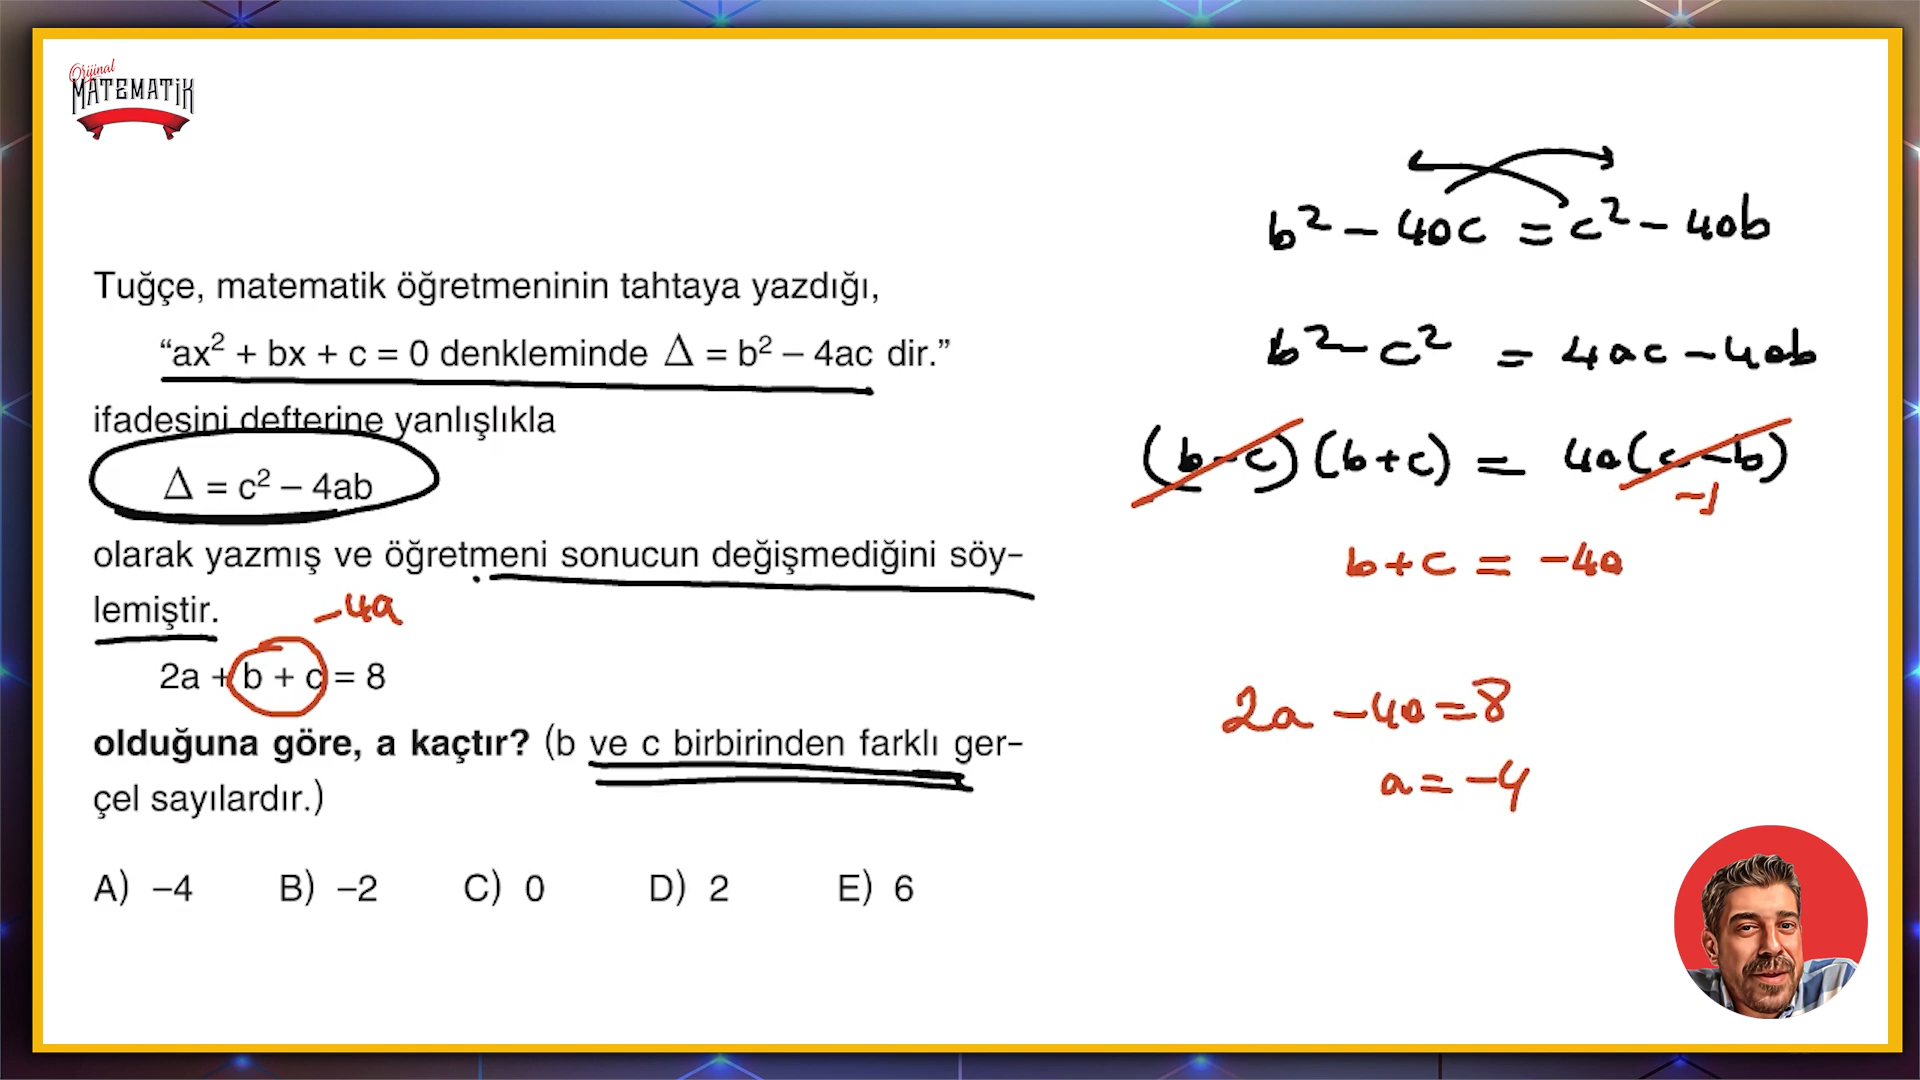 Orijinal
MATEMATİK
Tuğçe, matematik öğretmeninin tahtaya yazdığı,
“ax² + bx + c = 0 denkleminde Δ = b² – 4ac dir.”
ifadesini defterine yanlışlıkla
Δ = c² – 4ab
olarak yazmış ve öğretmeni sonucun değişmediğini söy-
lemiştir.
-4a
2a + b + c = 8
olduğuna göre, a kaçtır? (b ve c birbirinden farklı ger-
çel sayılardır.)
A) –4 B) –2 C) 0 D) 2 E) 6
b² - 4ac = c² - 4ab
b² - c² = 4ac - 4ab
(b-c)(b+c) = 4a(c-b)
-1
b+c = -4a
2a -4a = 8
a = -4